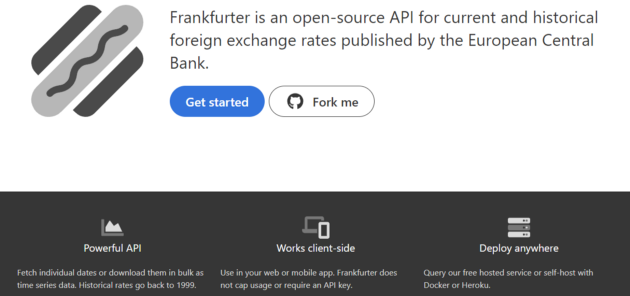 Frankfurter is an open-source API for current and historical
foreign exchange rates published by the European Central
Bank.
Get started
Fork me
Powerful API
Fetch individual dates or download them in bulk as
time series data. Historical rates go back to 1999.
Works client-side
Use in your web or mobile app. Frankfurter does
not cap usage or require an API key.
Deploy anywhere
Query our free hosted service or self-host with
Docker or Heroku.